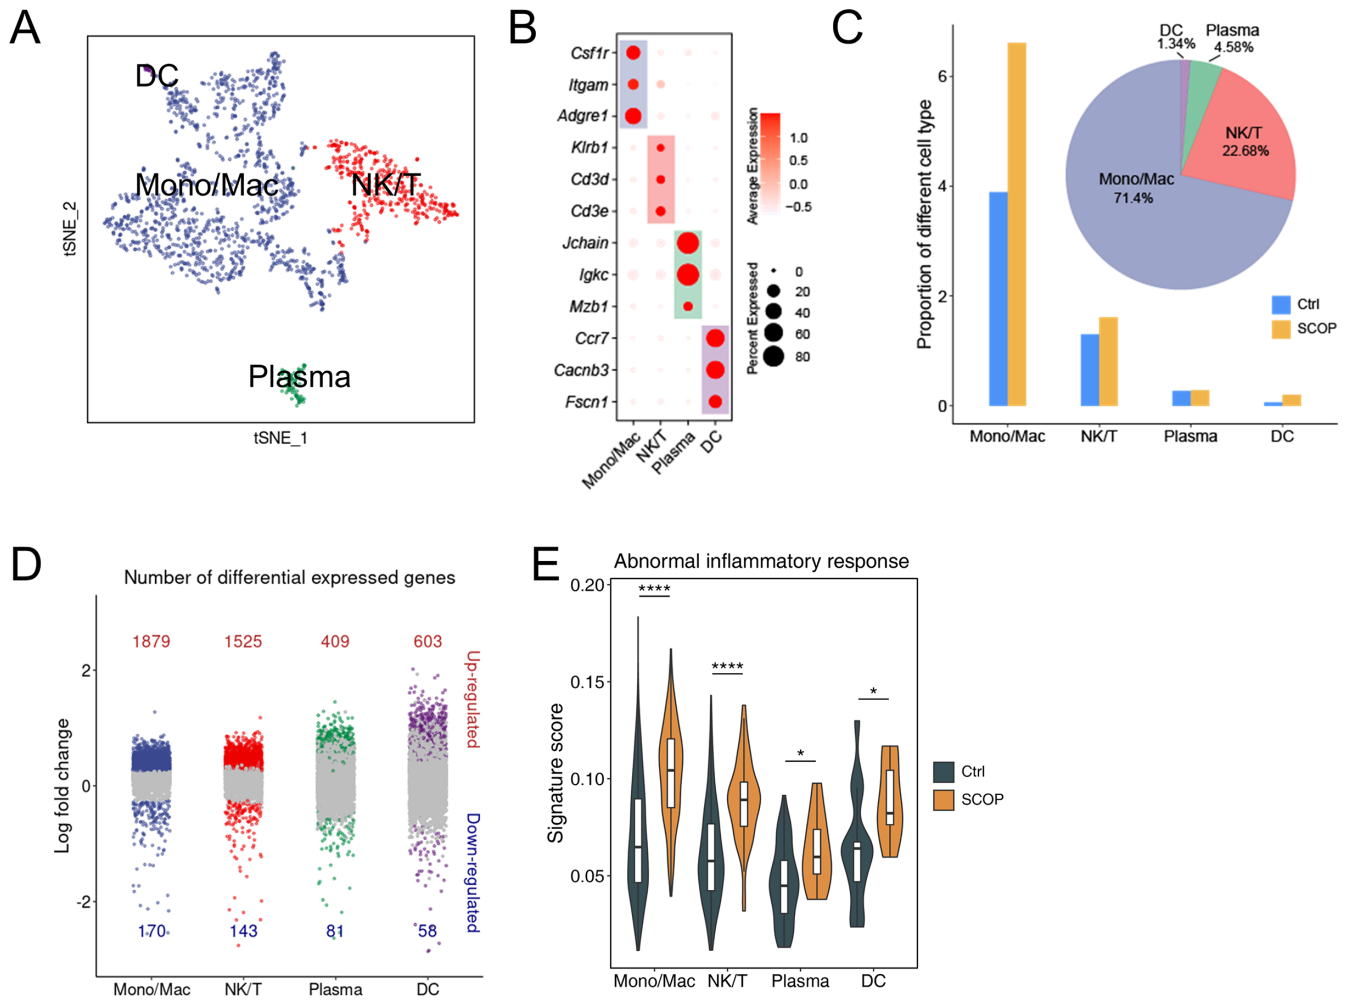 A
DC
Mono/Mac
NK/T
Plasma
tSNE_2
tSNE_1
B
Csf1r
Itgam
Adgre1
Klrb1
Cd3d
Cd3e
Jchain
Igkc
Mzb1
Ccr7
Cacnb3
Fscn1
Mono/Mac
NK/T
Plasma
DC
Average Expression
1.0
0.5
0.0
−0.5
Percent Expressed
0
20
40
60
80
C
Proportion of different cell type
6
4
2
0
DC
1.34%
Plasma
4.58%
NK/T
22.68%
Mono/Mac
71.4%
Ctrl
SCOP
Mono/Mac
NK/T
Plasma
DC
D
Number of differential expressed genes
1879
1525
409
603
Up-regulated
Log fold change
2
0
-2
Down-regulated
170
143
81
58
Mono/Mac
NK/T
Plasma
DC
E
Abnormal inflammatory response
Signature score
0.20
0.15
0.10
0.05
****
****
*
*
Ctrl
SCOP
Mono/Mac
NK/T
Plasma
DC